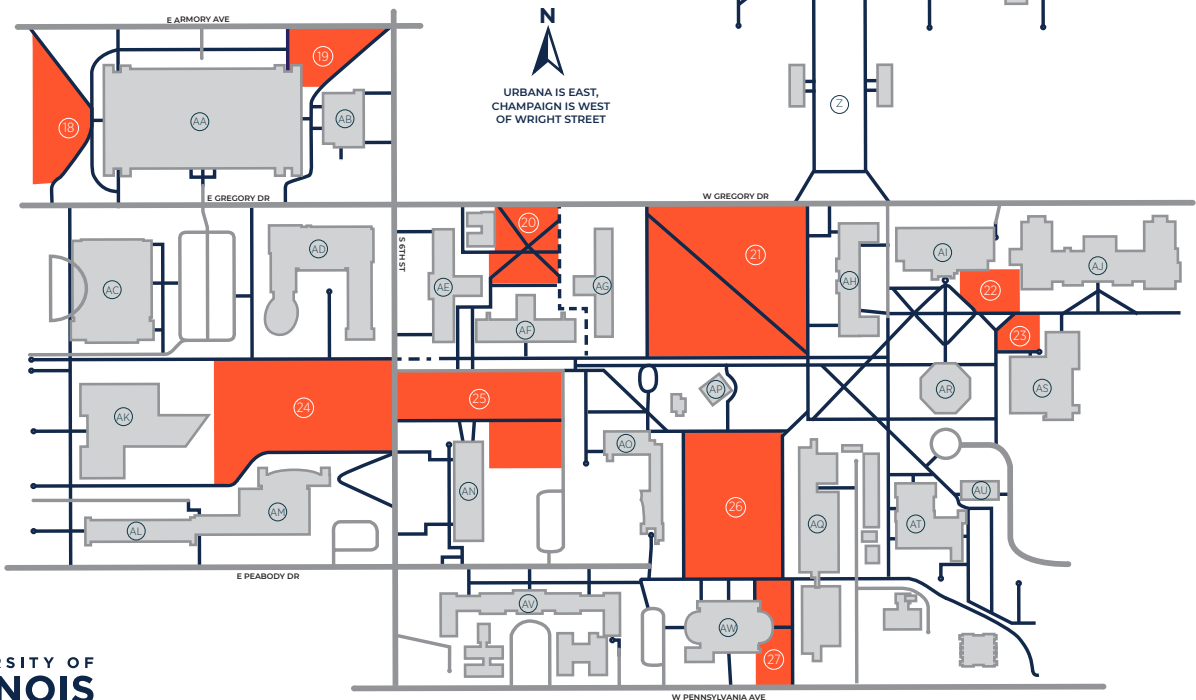 E ARMORY AVE
N
URBANA IS EAST,
CHAMPAIGN IS WEST
OF WRIGHT STREET
19
18
AA
AB
Z
E GREGORY DR
W GREGORY DR
S 6TH ST
20
21
22
23
AC
AD
AE
AF
AG
AH
AI
AJ
24
25
AK
AP
AR
AS
AO
AN
26
AL
AM
AQ
AT
AU
E PEABODY DR
AV
AW
27
RSITY OF
NOIS
W PENNSYLVANIA AVE